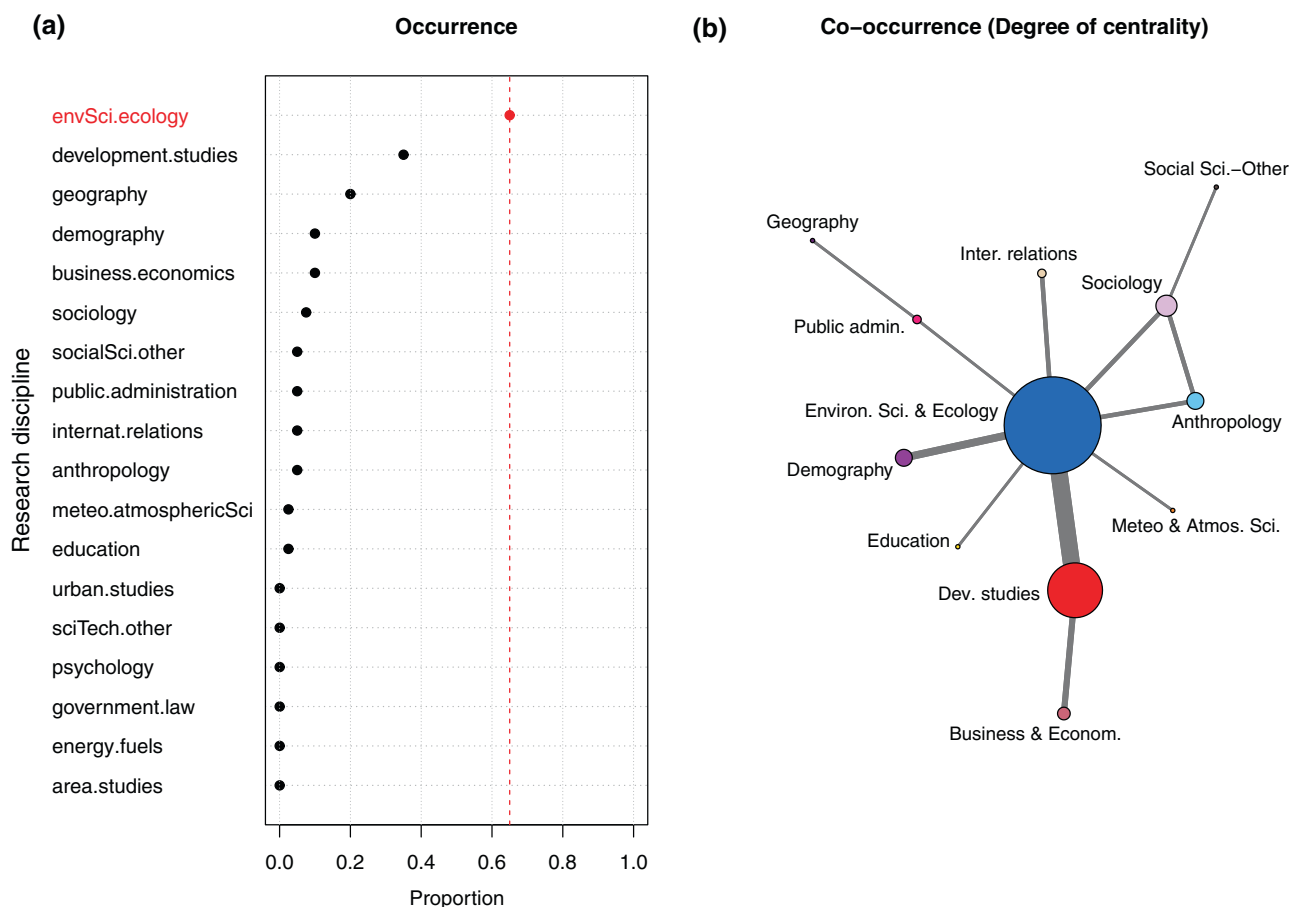 (a)
Occurrence
Research discipline
envSci.ecology
development.studies
geography
demography
business.economics
sociology
socialSci.other
public.administration
internat.relations
anthropology
meteo.atmosphericSci
education
urban.studies
sciTech.other
psychology
government.law
energy.fuels
area.studies
0.0 0.2 0.4 0.6 0.8 1.0
Proportion
(b)
Co−occurrence (Degree of centrality)
Social Sci.−Other
Geography
Inter. relations
Sociology
Public admin.
Environ. Sci. & Ecology
Anthropology
Demography
Meteo & Atmos. Sci.
Education
Dev. studies
Business & Econom.